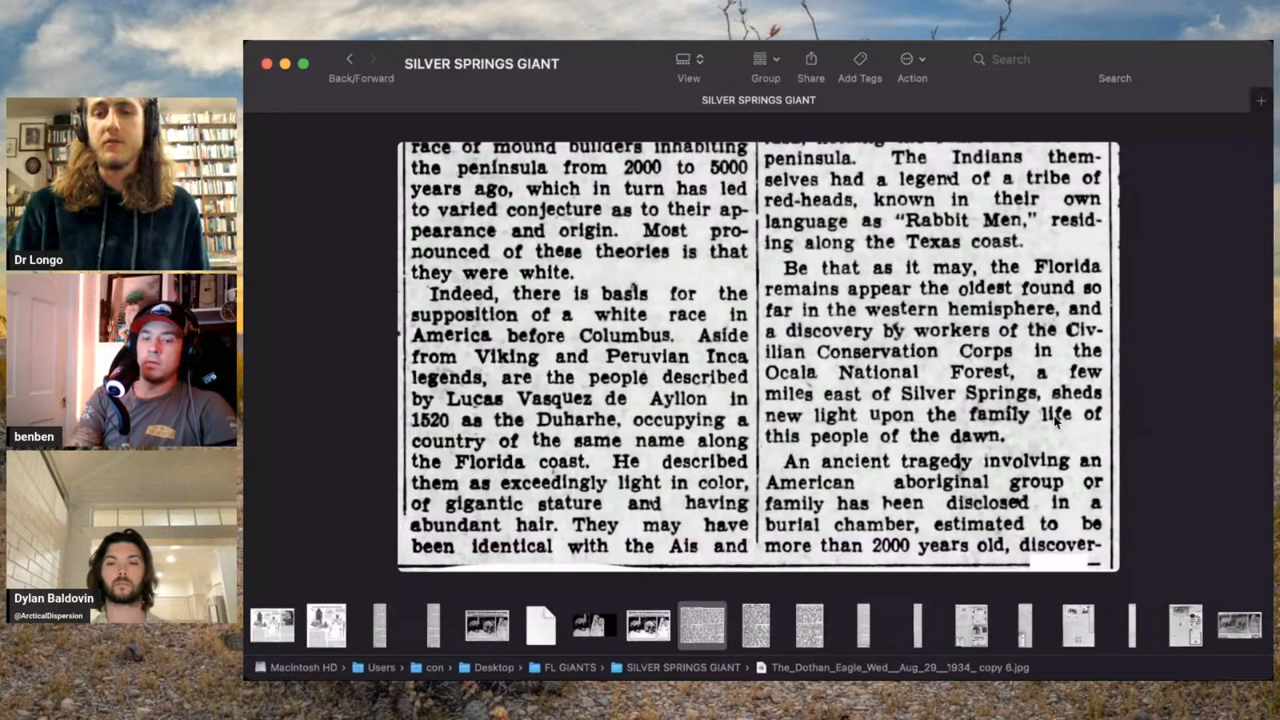 SILVER SPRINGS GIANT
Back/Forward
View
Group
Share
Add Tags
Action
Search
Search
SILVER SPRINGS GIANT
Dr Longo
benben
Dylan Baldovin
@ArcticalDispersion
race of mound builders inhabiting
the peninsula from 2000 to 5000
years ago, which in turn has led
to varied conjecture as to their ap-
pearance and origin. Most pro-
nounced of these theories is that
they were white.
Indeed, there is basis for the
supposition of a white race in
America before Columbus. Aside
from Viking and Peruvian Inca
legends, are the people described
by Lucas Vasquez de Ayllon in
1520 as the Duharhe, occupying a
country of the same name along
the Florida coast. He described
them as exceedingly light in color,
of gigantic stature and having
abundant hair. They may have
been identical with the Ais and
peninsula. The Indians them-
selves had a legend of a tribe of
red-heads, known in their own
language as "Rabbit Men," resid-
ing along the Texas coast.
Be that as it may, the Florida
remains appear the oldest found so
far in the western hemisphere, and
a discovery by workers of the Civ-
ilian Conservation Corps in the
Ocala National Forest, a few
miles east of Silver Springs, sheds
new light upon the family life of
this people of the dawn.
An ancient tragedy involving an
American aboriginal group or
family has been disclosed in a
burial chamber, estimated to be
more than 2000 years old, discover-
Macintosh HD › Users › con › Desktop › FL GIANTS › SILVER SPRINGS GIANT › The_Dothan_Eagle_Wed__Aug_29__1934_ copy 6.jpg